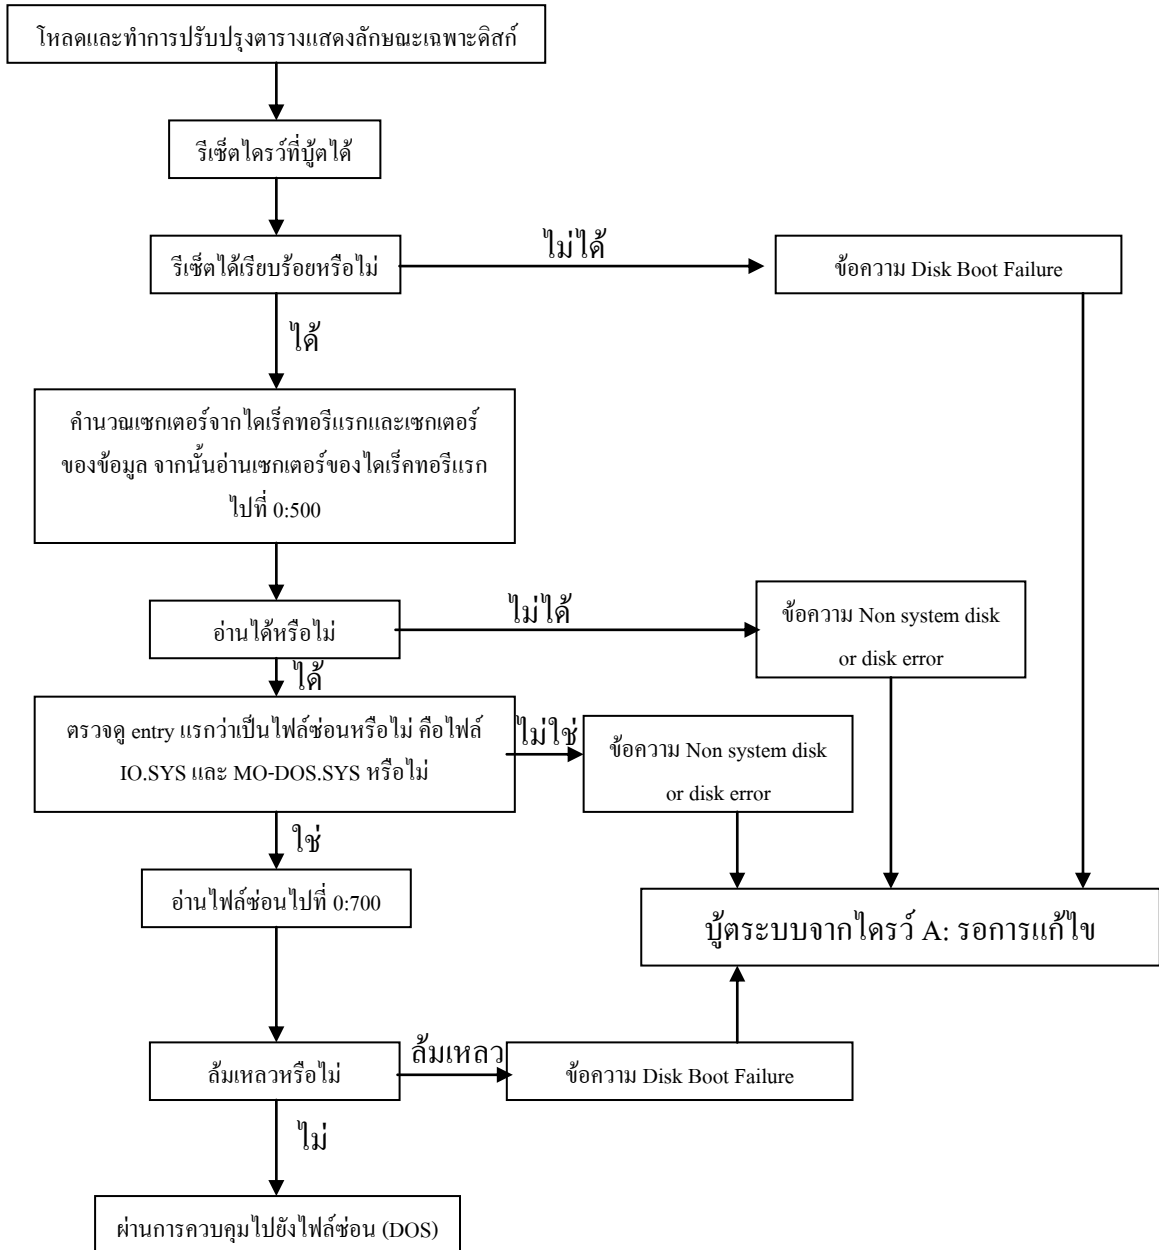 โหลดและทำการปรับปรุงตารางแสดงลักษณะเฉพาะดิสก์
รีเซ็ตไดรว์ที่บู้ตได้
รีเซ็ตได้เรียบร้อยหรือไม่
ไม่ได้
ข้อความ Disk Boot Failure
ได้
คำนวณเซกเตอร์จากไดเร็คทอรีแรกและเซกเตอร์
ของข้อมูล จากนั้นอ่านเซกเตอร์ของไดเร็คทอรีแรก
ไปที่ 0:500
อ่านได้หรือไม่
ไม่ได้
ข้อความ Non system disk
or disk error
ได้
ตรวจดู entry แรกว่าเป็นไฟล์ซ่อนหรือไม่ คือไฟล์
IO.SYS และ MO-DOS.SYS หรือไม่
ไม่ใช่
ข้อความ Non system disk
or disk error
ใช่
อ่านไฟล์ซ่อนไปที่ 0:700
บู้ตระบบจากไดรว์ A: รอการแก้ไข
ล้มเหลวหรือไม่
ล้มเหลว
ข้อความ Disk Boot Failure
ไม่
ผ่านการควบคุมไปยังไฟล์ซ่อน (DOS)